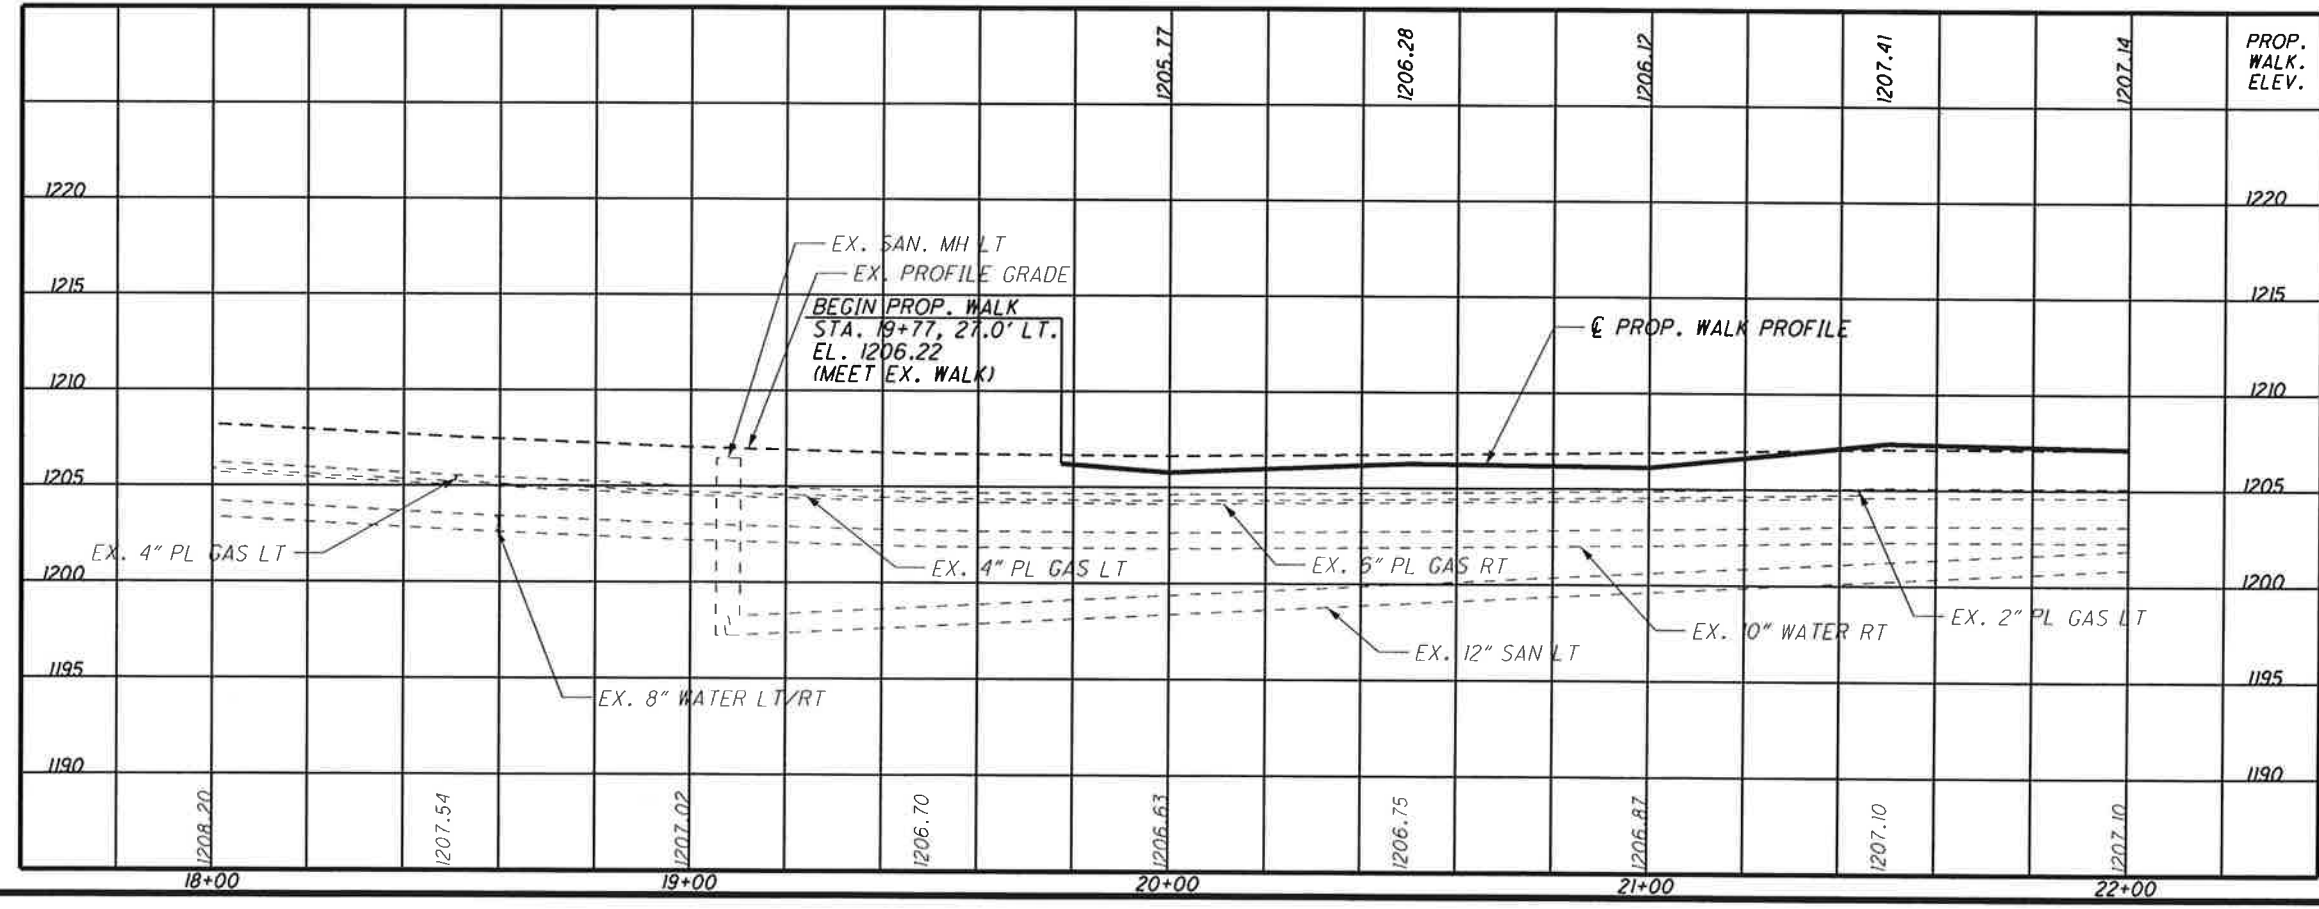 1205.77
1206.28
1206.12
1207.41
1207.14
PROP.
WALK.
ELEV.
1220
1220
EX. SAN. MH LT
EX. PROFILE GRADE
1215
1215
BEGIN PROP. WALK
STA. 19+77, 27.0' LT.
EL. 1206.22
(MEET EX. WALK)
℄ PROP. WALK PROFILE
1210
1210
1205
1205
EX. 4" PL GAS LT
EX. 4" PL GAS LT
EX. 6" PL GAS RT
1200
1200
EX. 2" PL GAS LT
EX. 10" WATER RT
EX. 12" SAN LT
1195
1195
EX. 8" WATER LT/RT
1190
1190
1208.20
1207.54
1207.02
1206.70
1206.63
1206.75
1206.87
1207.10
1207.10
18+00
19+00
20+00
21+00
22+00